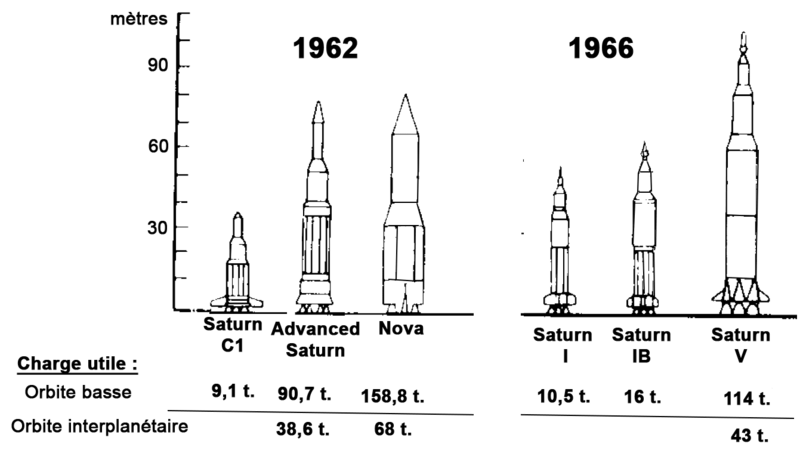 mètres
1962
1966
90
60
30
Saturn C1
Advanced Saturn
Nova
Saturn I
Saturn IB
Saturn V
Charge utile :
Orbite basse 9,1 t. 90,7 t. 158,8 t. 10,5 t. 16 t. 114 t.
Orbite interplanétaire 38,6 t. 68 t. 43 t.